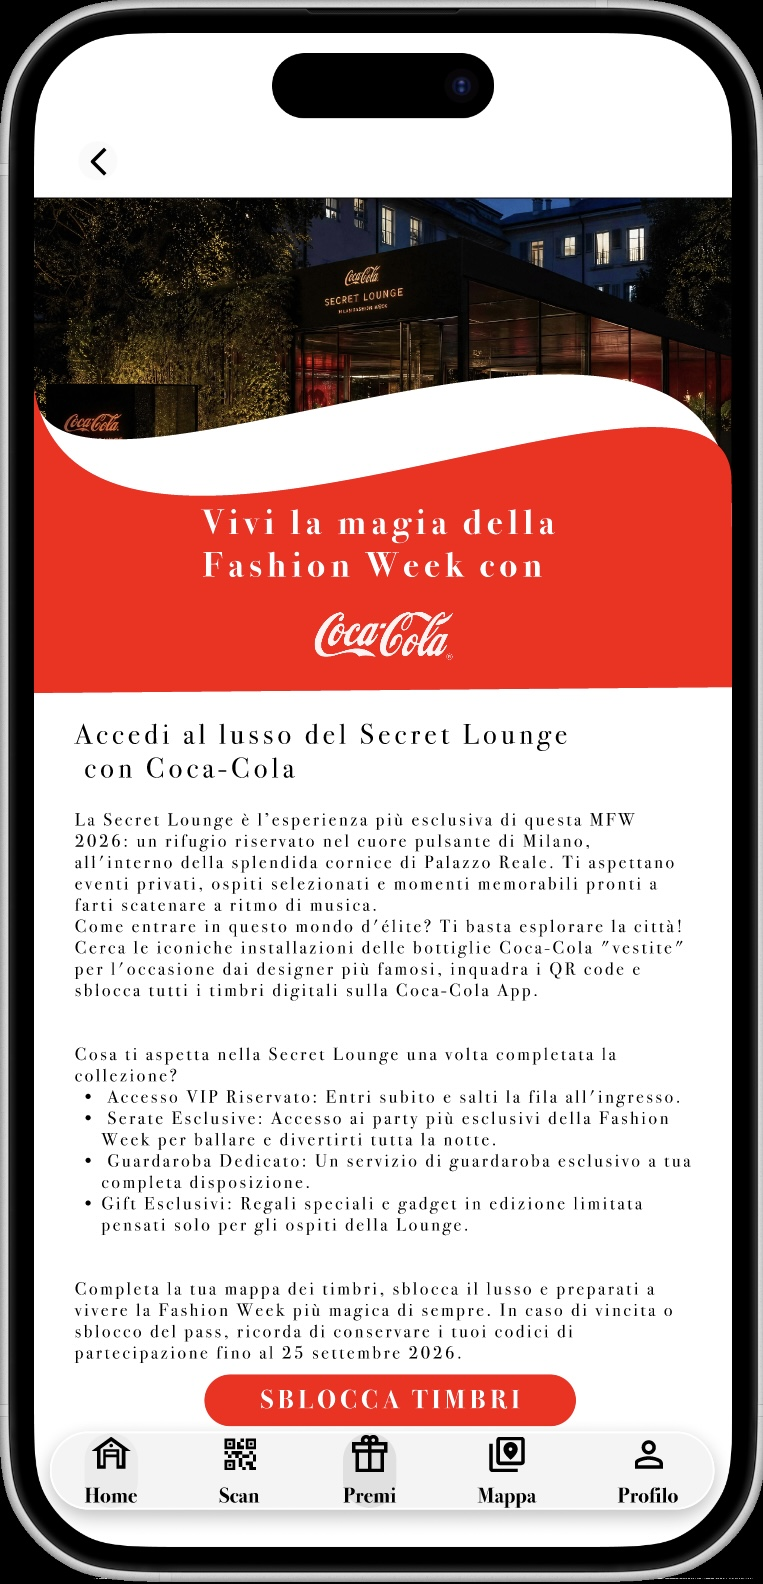 Coca-Cola
SECRET LOUNGE
MILAN FASHION WEEK
Coca-Cola
Vivi la magia della
Fashion Week con
Coca-Cola®
Accedi al lusso del Secret Lounge
con Coca-Cola
La Secret Lounge è l’esperienza più esclusiva di questa MFW
2026: un rifugio riservato nel cuore pulsante di Milano,
all'interno della splendida cornice di Palazzo Reale. Ti aspettano
eventi privati, ospiti selezionati e momenti memorabili pronti a
farti scatenare a ritmo di musica.
Come entrare in questo mondo d'élite? Ti basta esplorare la città!
Cerca le iconiche installazioni delle bottiglie Coca-Cola "vestite"
per l'occasione dai designer più famosi, inquadra i QR code e
sblocca tutti i timbri digitali sulla Coca-Cola App.
Cosa ti aspetta nella Secret Lounge una volta completata la
collezione?
• Accesso VIP Riservato: Entri subito e salti la fila all'ingresso.
• Serate Esclusive: Accesso ai party più esclusivi della Fashion
Week per ballare e divertirti tutta la notte.
• Guardaroba Dedicato: Un servizio di guardaroba esclusivo a tua
completa disposizione.
• Gift Esclusivi: Regali speciali e gadget in edizione limitata
pensati solo per gli ospiti della Lounge.
Completa la tua mappa dei timbri, sblocca il lusso e preparati a
vivere la Fashion Week più magica di sempre. In caso di vincita o
sblocco del pass, ricorda di conservare i tuoi codici di
partecipazione fino al 25 settembre 2026.
SBLOCCA TIMBRI
Home
Scan
Premi
Mappa
Profilo